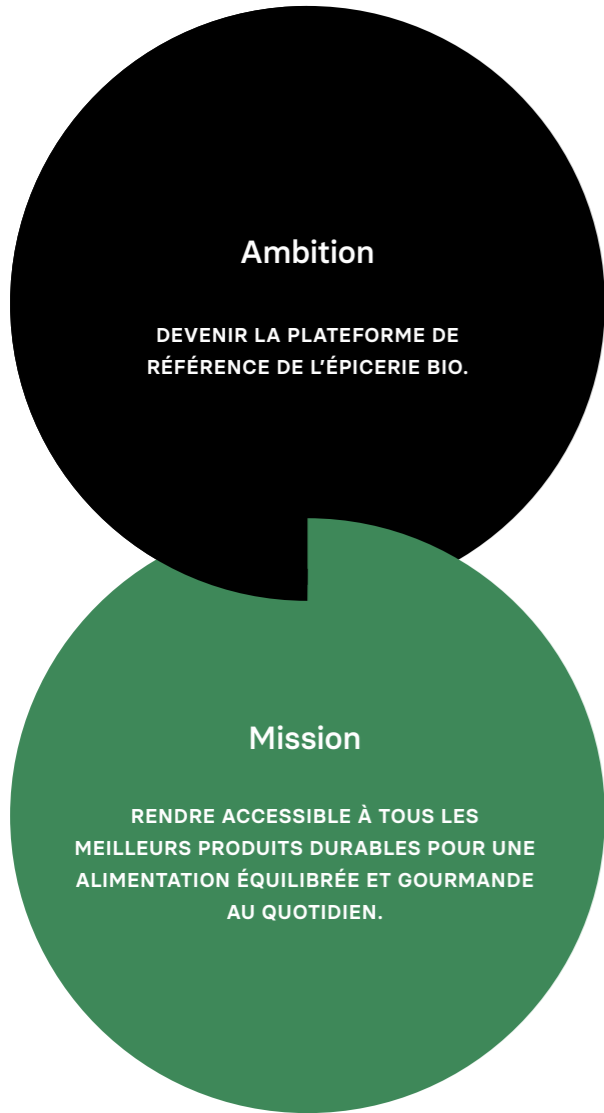 Ambition
DEVENIR LA PLATEFORME DE
RÉFÉRENCE DE L’ÉPICERIE BIO.
Mission
RENDRE ACCESSIBLE À TOUS LES
MEILLEURS PRODUITS DURABLES POUR UNE
ALIMENTATION ÉQUILIBRÉE ET GOURMANDE
AU QUOTIDIEN.